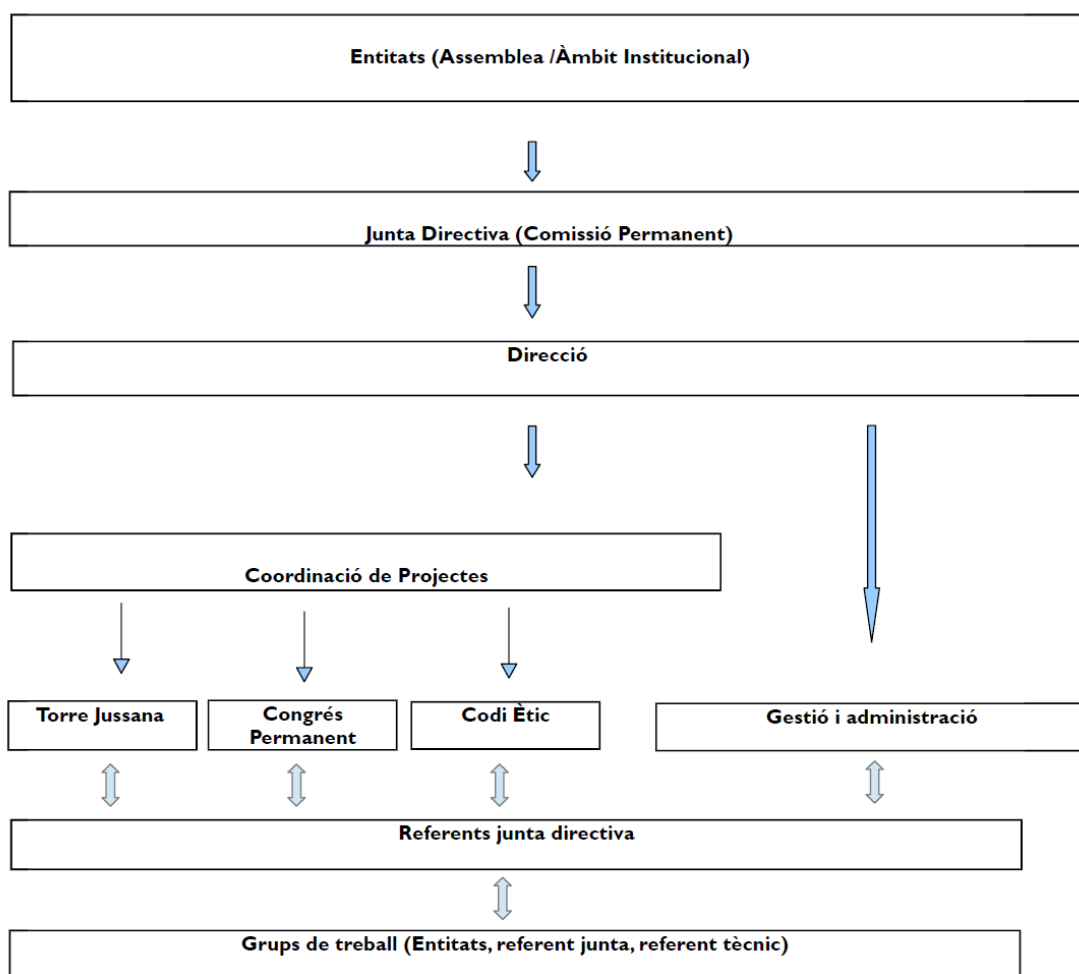 Entitats (Assemblea /Àmbit Institucional)
Junta Directiva (Comissió Permanent)
Direcció
Coordinació de Projectes
Torre Jussana
Congrés
Permanent
Codi Ètic
Gestió i administració
Referents junta directiva
Grups de treball (Entitats, referent junta, referent tècnic)